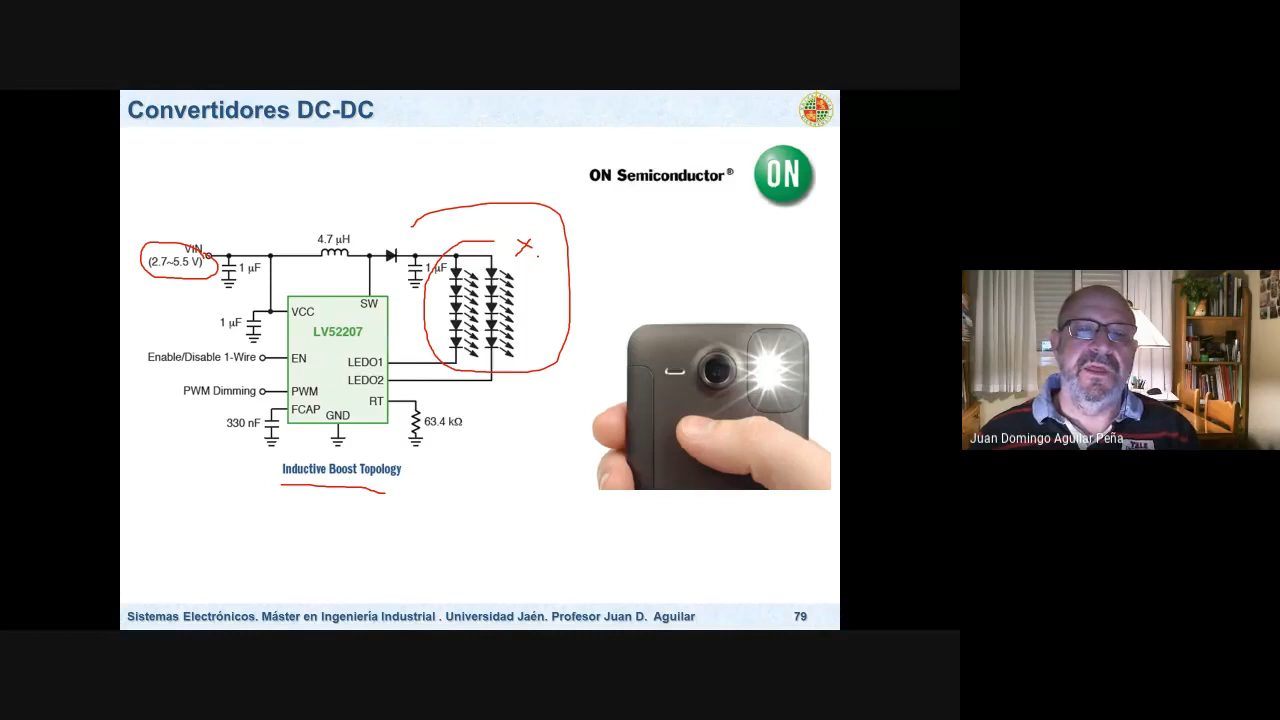 Convertidores DC-DC
ON Semiconductor®
ON
4.7 µH
VIN
(2.7~5.5 V)
1 µF
1 µF
SW
1 µF
VCC
LV52207
Enable/Disable 1-Wire
EN
LEDO1
LEDO2
PWM Dimming
PWM
RT
FCAP
330 nF
GND
63.4 kΩ
Inductive Boost Topology
x
Juan Domingo Aguilar Peña
Sistemas Electrónicos. Máster en Ingeniería Industrial . Universidad Jaén. Profesor Juan D. Aguilar
79